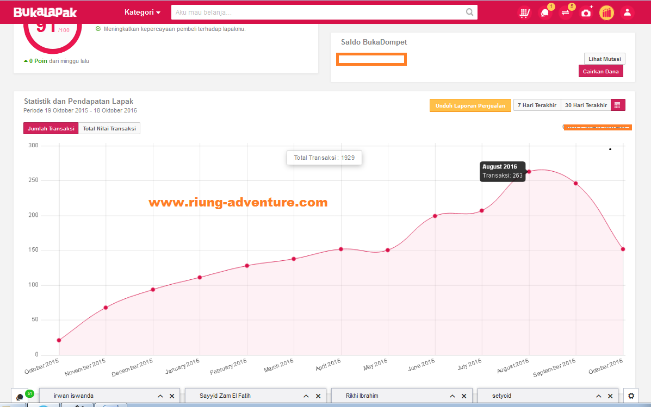 BukaLapak
Kategori
Aku mau belanja...
91 /100
Meningkatkan kepercayaan pembeli terhadap lapakmu
0 Poin dari minggu lalu
Saldo BukaDompet
Lihat Mutasi
Cairkan Dana
Statistik dan Pendapatan Lapak
Periode 19 Oktober 2015 - 18 Oktober 2016
Unduh Laporan Penjualan
7 Hari Terakhir
30 Hari Terakhir
Jumlah Transaksi
Total Nilai Transaksi
Total Transaksi : 1929
August 2016
Transaksi: 263
www.riung-adventure.com
300
250
200
150
100
50
0
October 2015
November 2015
December 2015
January 2016
February 2016
March 2016
April 2016
May 2016
June 2016
July 2016
August 2016
September 2016
October 2016
irwan iswanda
Sayyid Zam El Fatih
Rikhi Ibrahim
setyoid